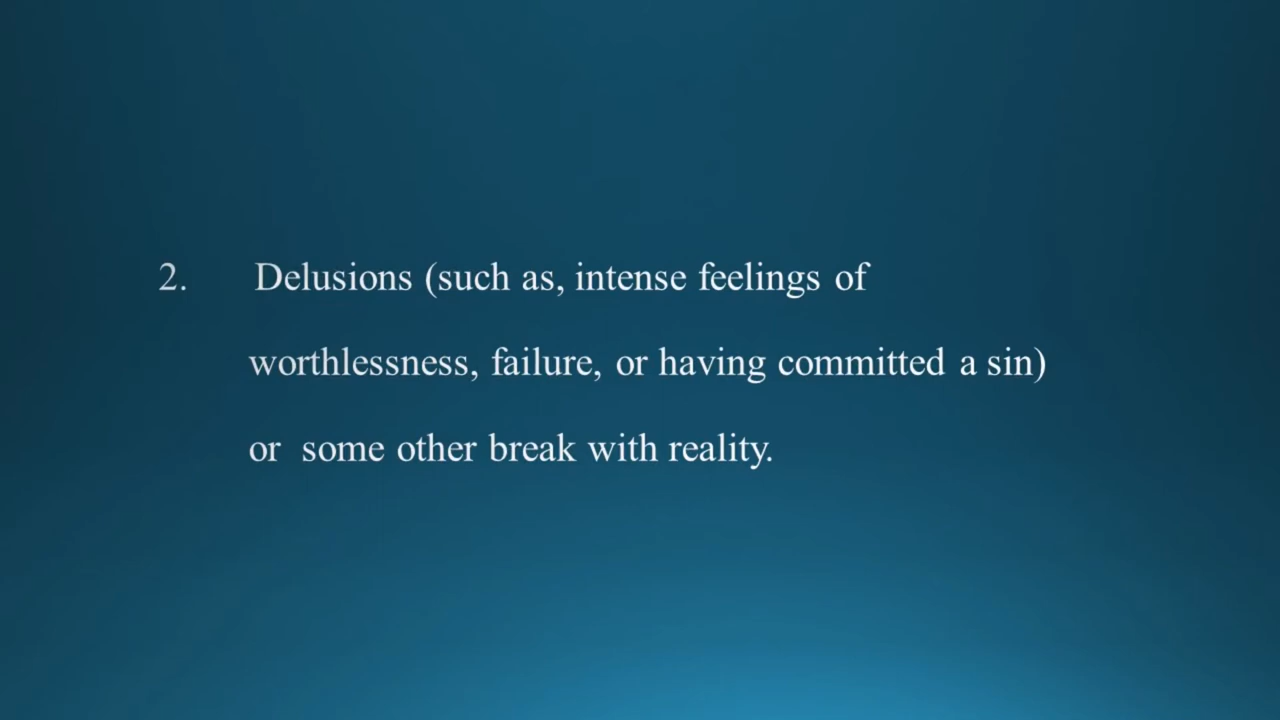 2. Delusions (such as, intense feelings of
worthlessness, failure, or having committed a sin)
or some other break with reality.